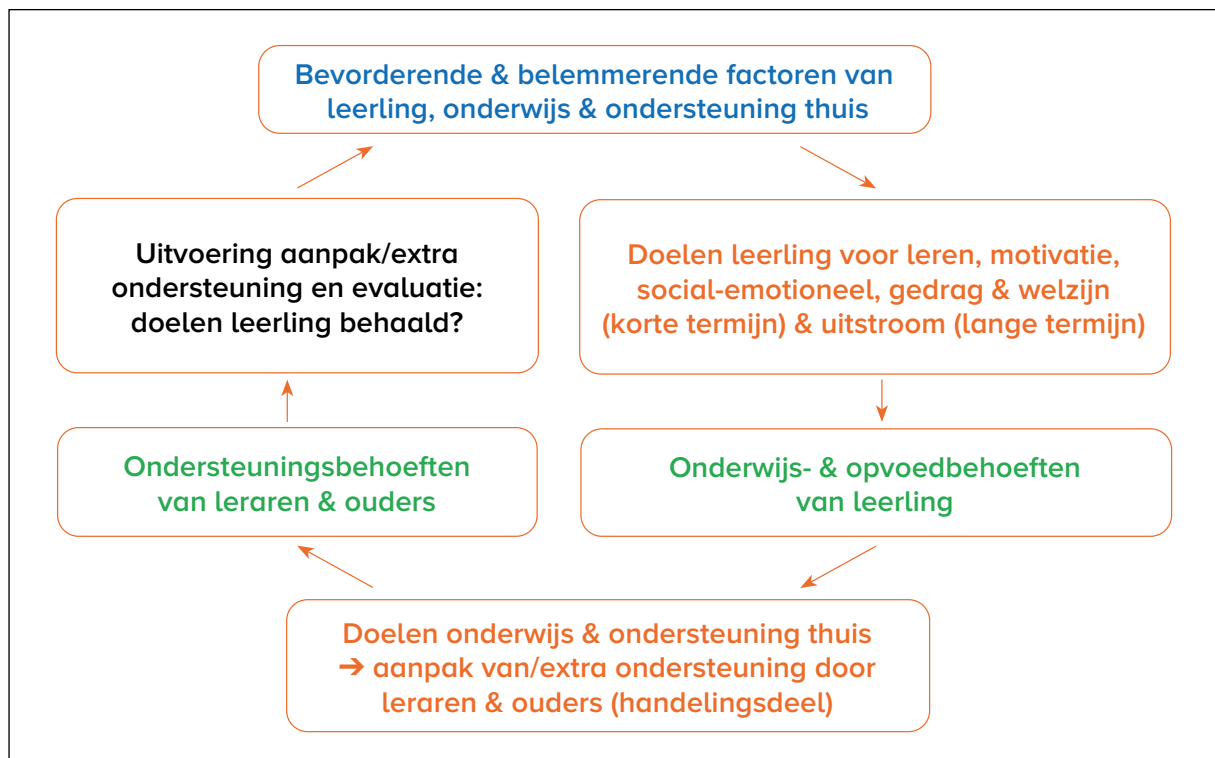 Bevorderende & belemmerende factoren van
leerling, onderwijs & ondersteuning thuis
Doelen leerling voor leren, motivatie,
social-emotioneel, gedrag & welzijn
(korte termijn) & uitstroom (lange termijn)
Onderwijs- & opvoedbehoeften
van leerling
Doelen onderwijs & ondersteuning thuis
➔ aanpak van/extra ondersteuning door
leraren & ouders (handelingsdeel)
Ondersteuningsbehoeften
van leraren & ouders
Uitvoering aanpak/extra
ondersteuning en evaluatie:
doelen leerling behaald?